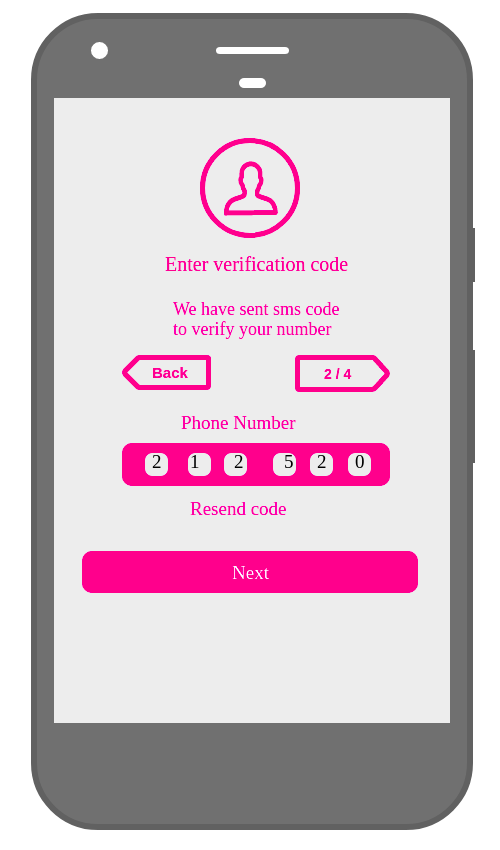 Enter verification code
We have sent sms code
to verify your number
Back 2 / 4
Phone Number
2 1 2 5 2 0
Resend code
Next